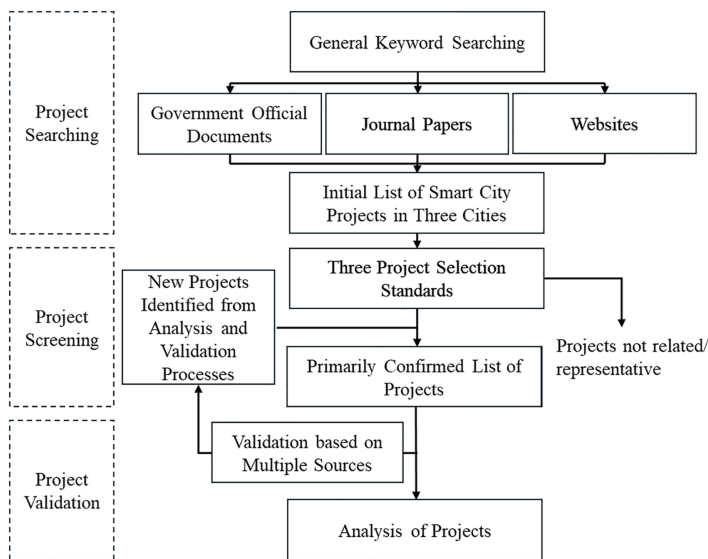 General Keyword Searching
Project
Searching
Government Official
Documents
Journal Papers
Websites
Initial List of Smart City
Projects in Three Cities
Three Project Selection
Standards
New Projects
Identified from
Analysis and
Validation
Processes
Project
Screening
Projects not related/
representative
Primarily Confirmed List of
Projects
Validation based on
Multiple Sources
Project
Validation
Analysis of Projects